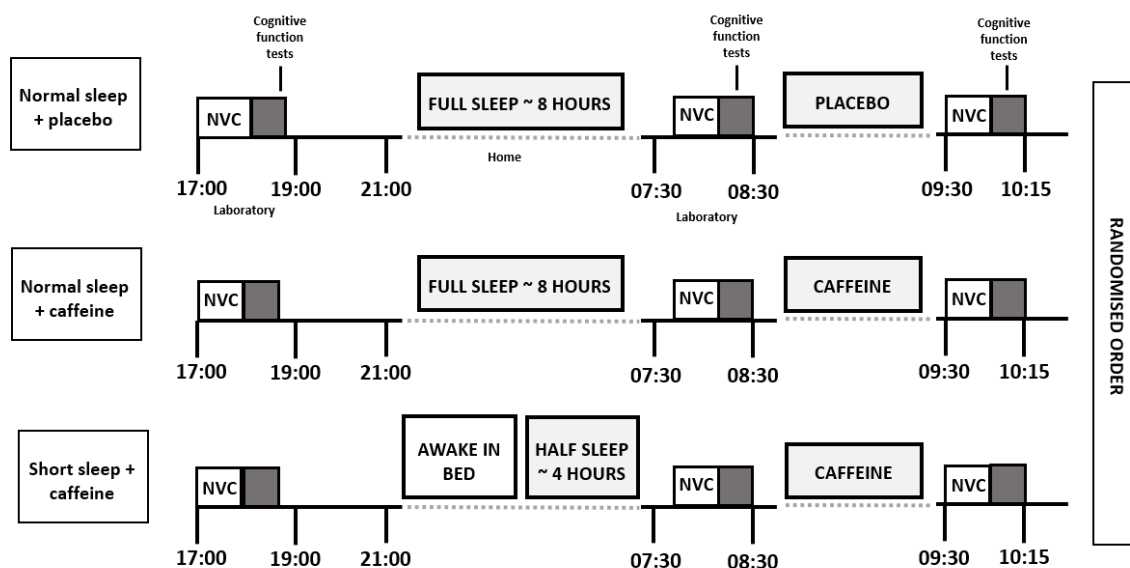 Cognitive
function
tests
Cognitive
function
tests
Cognitive
function
tests
Normal sleep
+ placebo
NVC
FULL SLEEP ~ 8 HOURS
NVC
PLACEBO
NVC
Home
17:00
19:00
21:00
07:30
08:30
09:30
10:15
Laboratory
Laboratory
Normal sleep
+ caffeine
NVC
FULL SLEEP ~ 8 HOURS
NVC
CAFFEINE
NVC
17:00
19:00
21:00
07:30
08:30
09:30
10:15
Short sleep +
caffeine
NVC
AWAKE IN
BED
HALF SLEEP
~ 4 HOURS
NVC
CAFFEINE
NVC
17:00
19:00
21:00
07:30
08:30
09:30
10:15
RANDOMISED ORDER